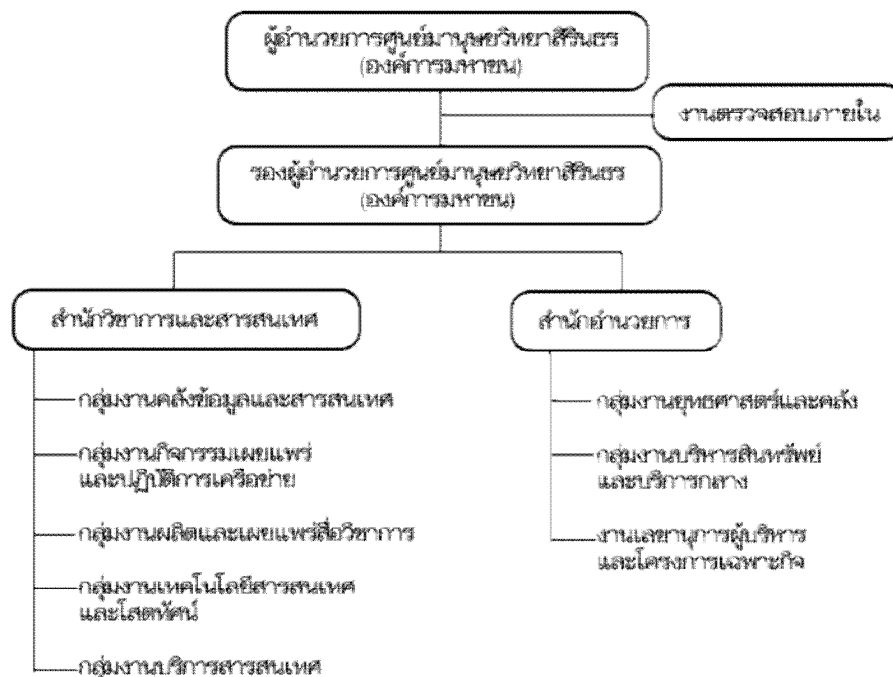 ผู้อำนวยการศูนย์มานุษยวิทยาสิรินธร
(องค์การมหาชน)
งานตรวจสอบภายใน
รองผู้อำนวยการศูนย์มานุษยวิทยาสิรินธร
(องค์การมหาชน)
สำนักวิชาการและสารสนเทศ
กลุ่มงานคลังข้อมูลและสารสนเทศ
กลุ่มงานกิจกรรมเผยแพร่
และปฏิบัติการเครือข่าย
กลุ่มงานผลิตและเผยแพร่สื่อวิชาการ
กลุ่มงานเทคโนโลยีสารสนเทศ
และโสตทัศน์
กลุ่มงานบริการสารสนเทศ
สำนักอำนวยการ
กลุ่มงานยุทธศาสตร์และคลัง
กลุ่มงานบริหารสินทรัพย์
และบริการกลาง
งานเลขานุการผู้บริหาร
และโครงการเฉพาะกิจ